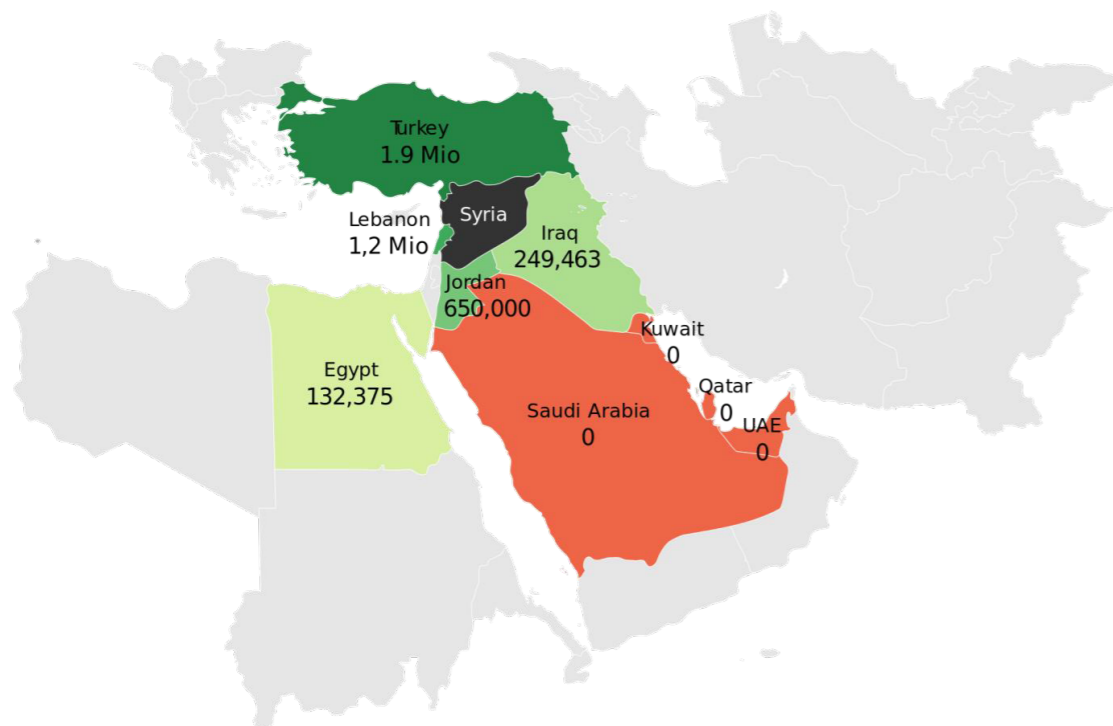 Turkey
1.9 Mio
Lebanon
1,2 Mio
Syria
Iraq
249,463
Jordan
650,000
Kuwait
0
Egypt
132,375
Qatar
0
Saudi Arabia
0
UAE
0